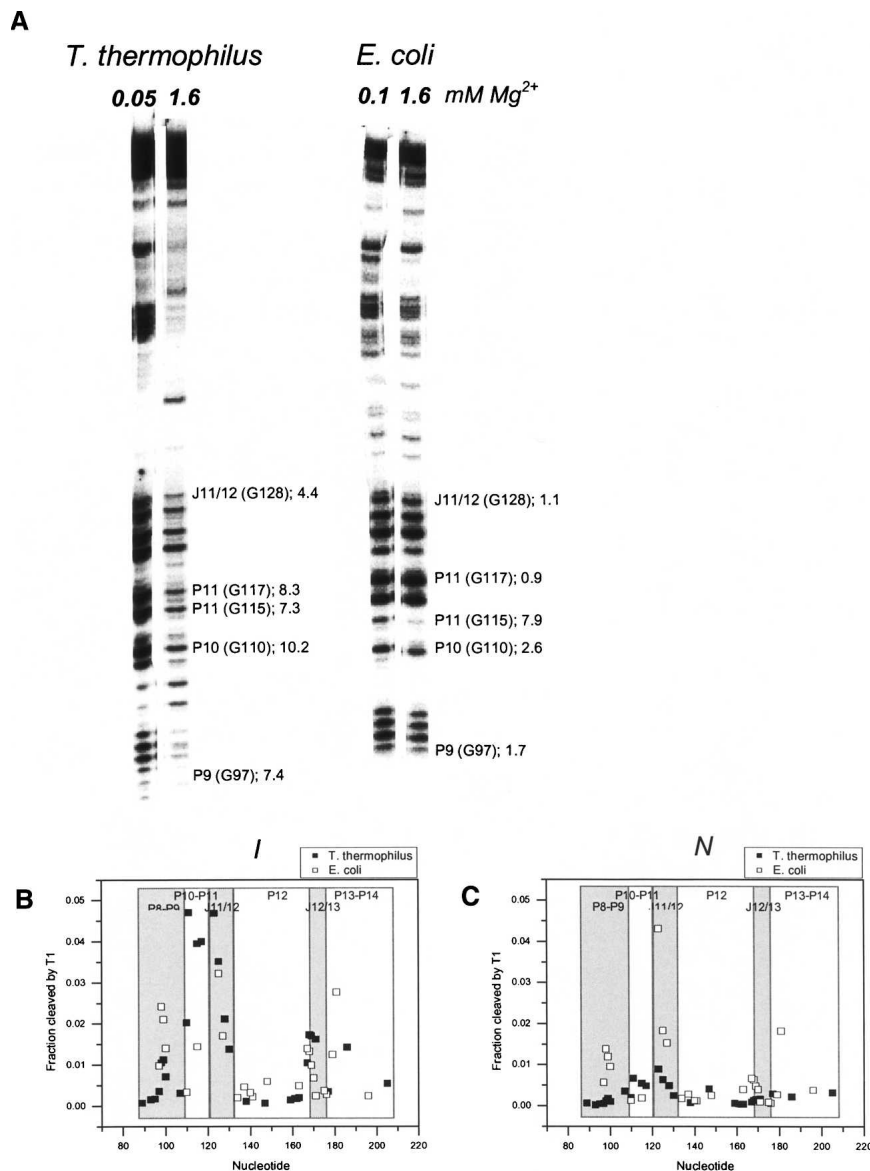 A
T. thermophilus E. coli
0.05 1.6 0.1 1.6 mM Mg²⁺
J11/12 (G128); 4.4
P11 (G117); 8.3
P11 (G115); 7.3
P10 (G110); 10.2
P9 (G97); 7.4
J11/12 (G128); 1.1
P11 (G117); 0.9
P11 (G115); 7.9
P10 (G110); 2.6
P9 (G97); 1.7
B
I
■ T. thermophilus
□ E. coli
P10-P11 P12 P13-P14
P8-P9 J11/12 J12/13
Fraction cleaved by T1
0.05
0.04
0.03
0.02
0.01
0.00
80 100 120 140 160 180 200 220
Nucleotide
C
N
■ T. thermophilus
□ E. coli
P10-P11 P12 P13-P14
P8-P9 J11/12 J12/13
Fraction cleaved by T1
0.05
0.04
0.03
0.02
0.01
0.00
80 100 120 140 160 180 200 220
Nucleotide